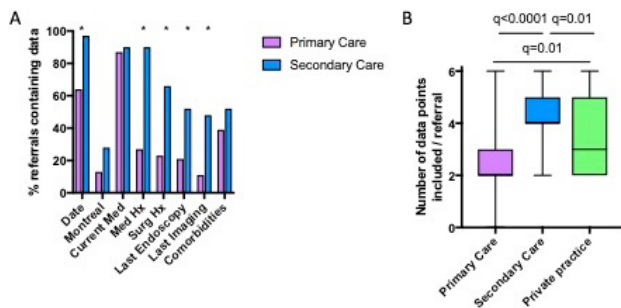 A
% referrals containing data
100
80
60
40
20
0
* * * * *
Date
Montreal
Current Med
Med Hx
Surg Hx
Last Endoscopy
Last Imaging
Comorbidities
Primary Care
Secondary Care
B
q<0.0001 q=0.01
q=0.01
Number of data points
included / referral
6
4
2
0
Primary Care
Secondary Care
Private practice